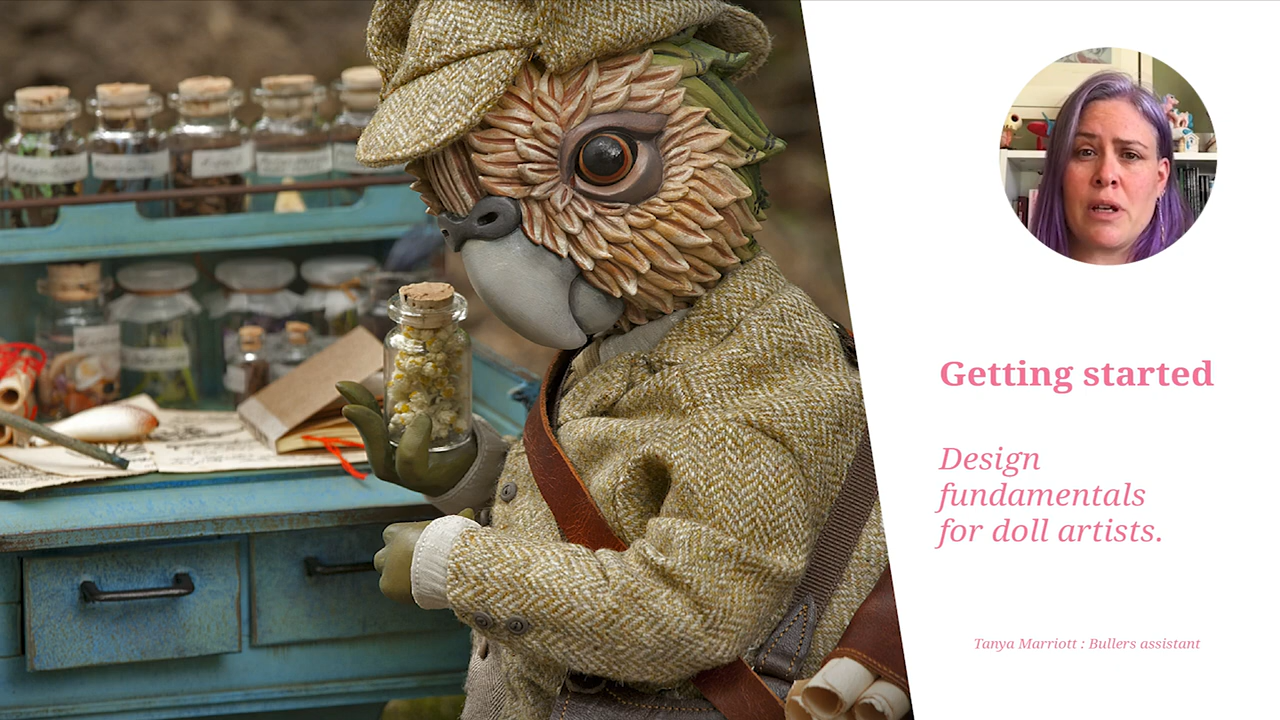 Getting started
Design
fundamentals
for doll artists.
Tanya Marriott : Bullers assistant